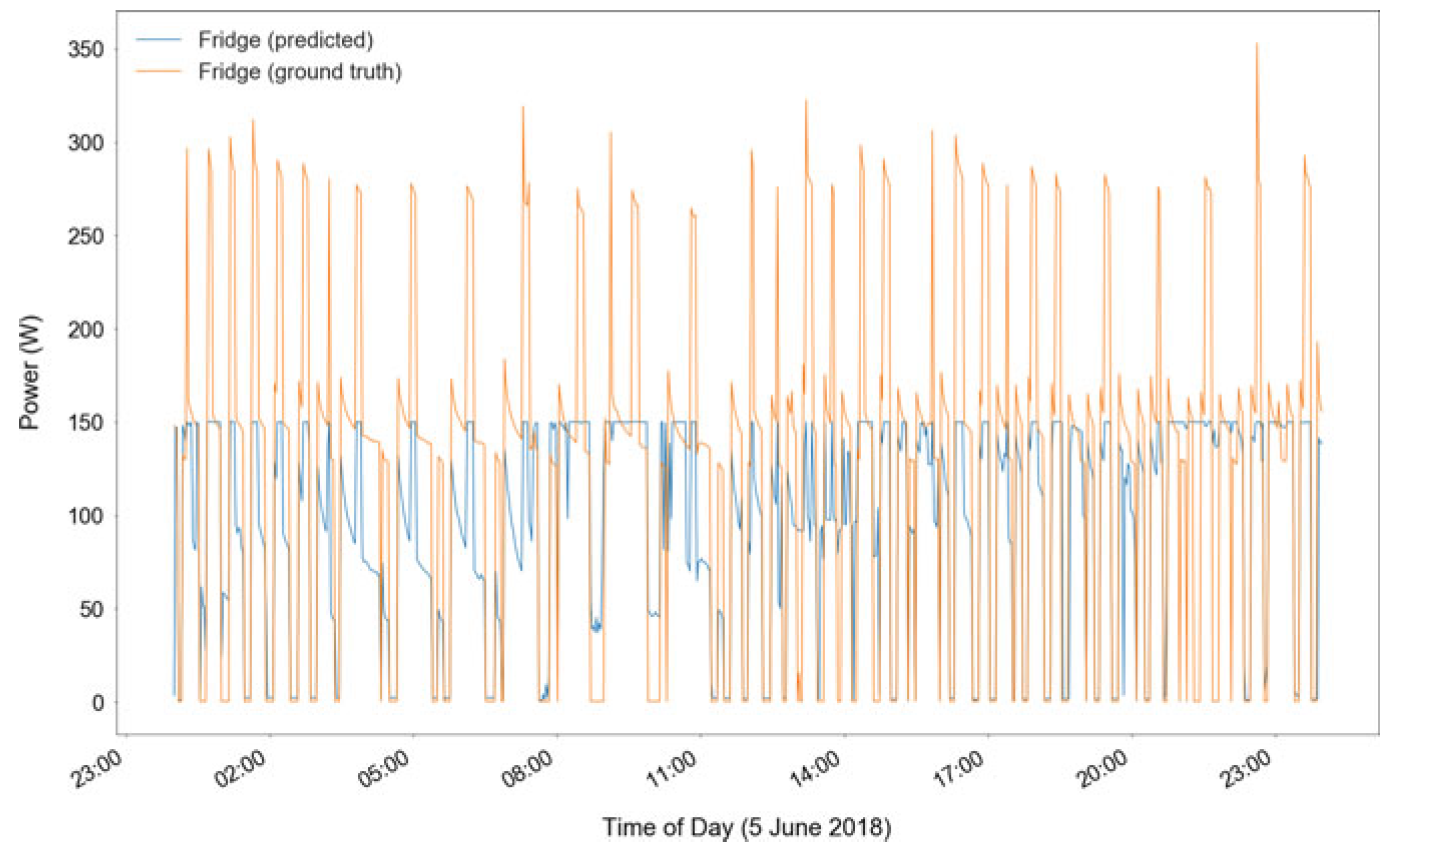 Fridge (predicted)
Fridge (ground truth)
350
300
250
200
150
100
50
0
Power (W)
23:00 02:00 05:00 08:00 11:00 14:00 17:00 20:00 23:00
Time of Day (5 June 2018)